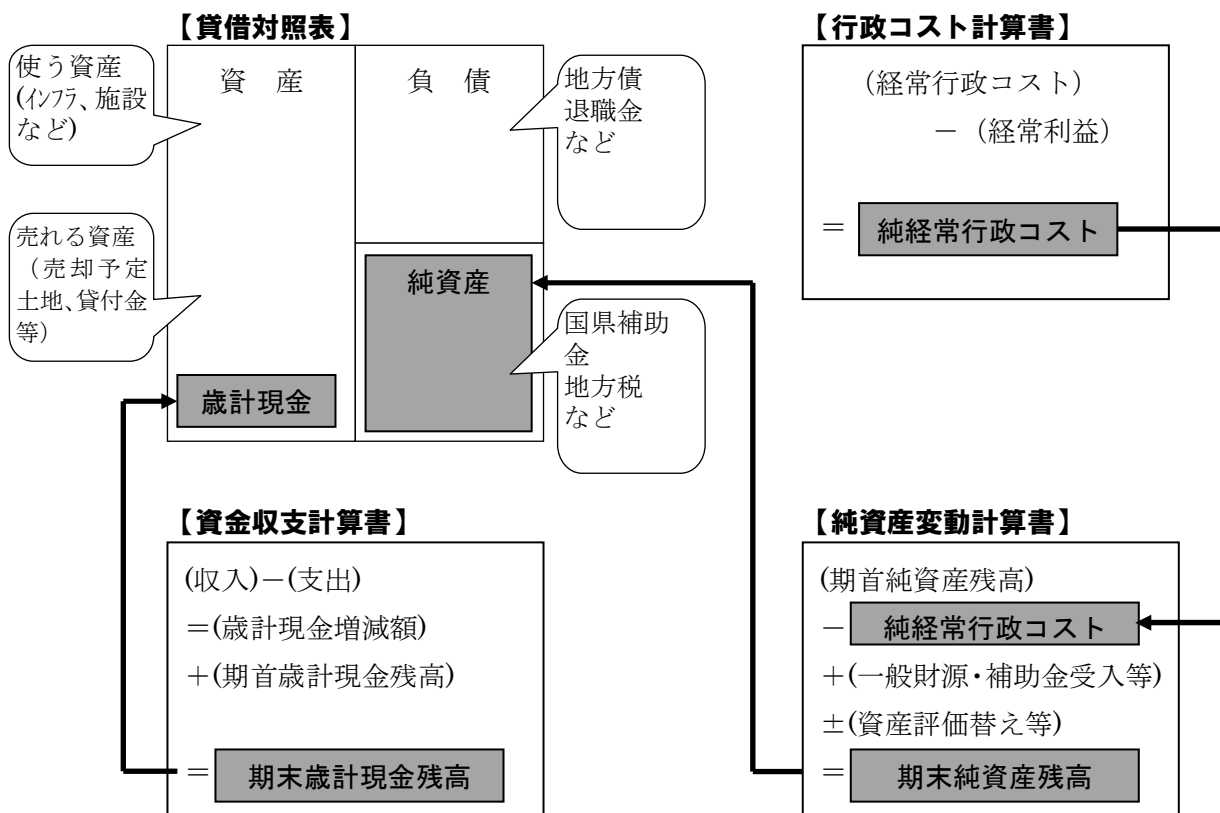 【貸借対照表】
使う資産
(インフラ、施設
など)
資　産
負　債
地方債
退職金
など
売れる資産
（売却予定
土地、貸付金
等）
純資産
国県補助
金
地方税
など
歳計現金
【行政コスト計算書】
(経常行政コスト)
－（経常利益）
＝ 純経常行政コスト
【資金収支計算書】
(収入)－(支出)
＝(歳計現金増減額)
＋(期首歳計現金残高)
＝ 期末歳計現金残高
【純資産変動計算書】
(期首純資産残高)
－ 純経常行政コスト
＋(一般財源・補助金受入等)
±(資産評価替え等)
＝ 期末純資産残高